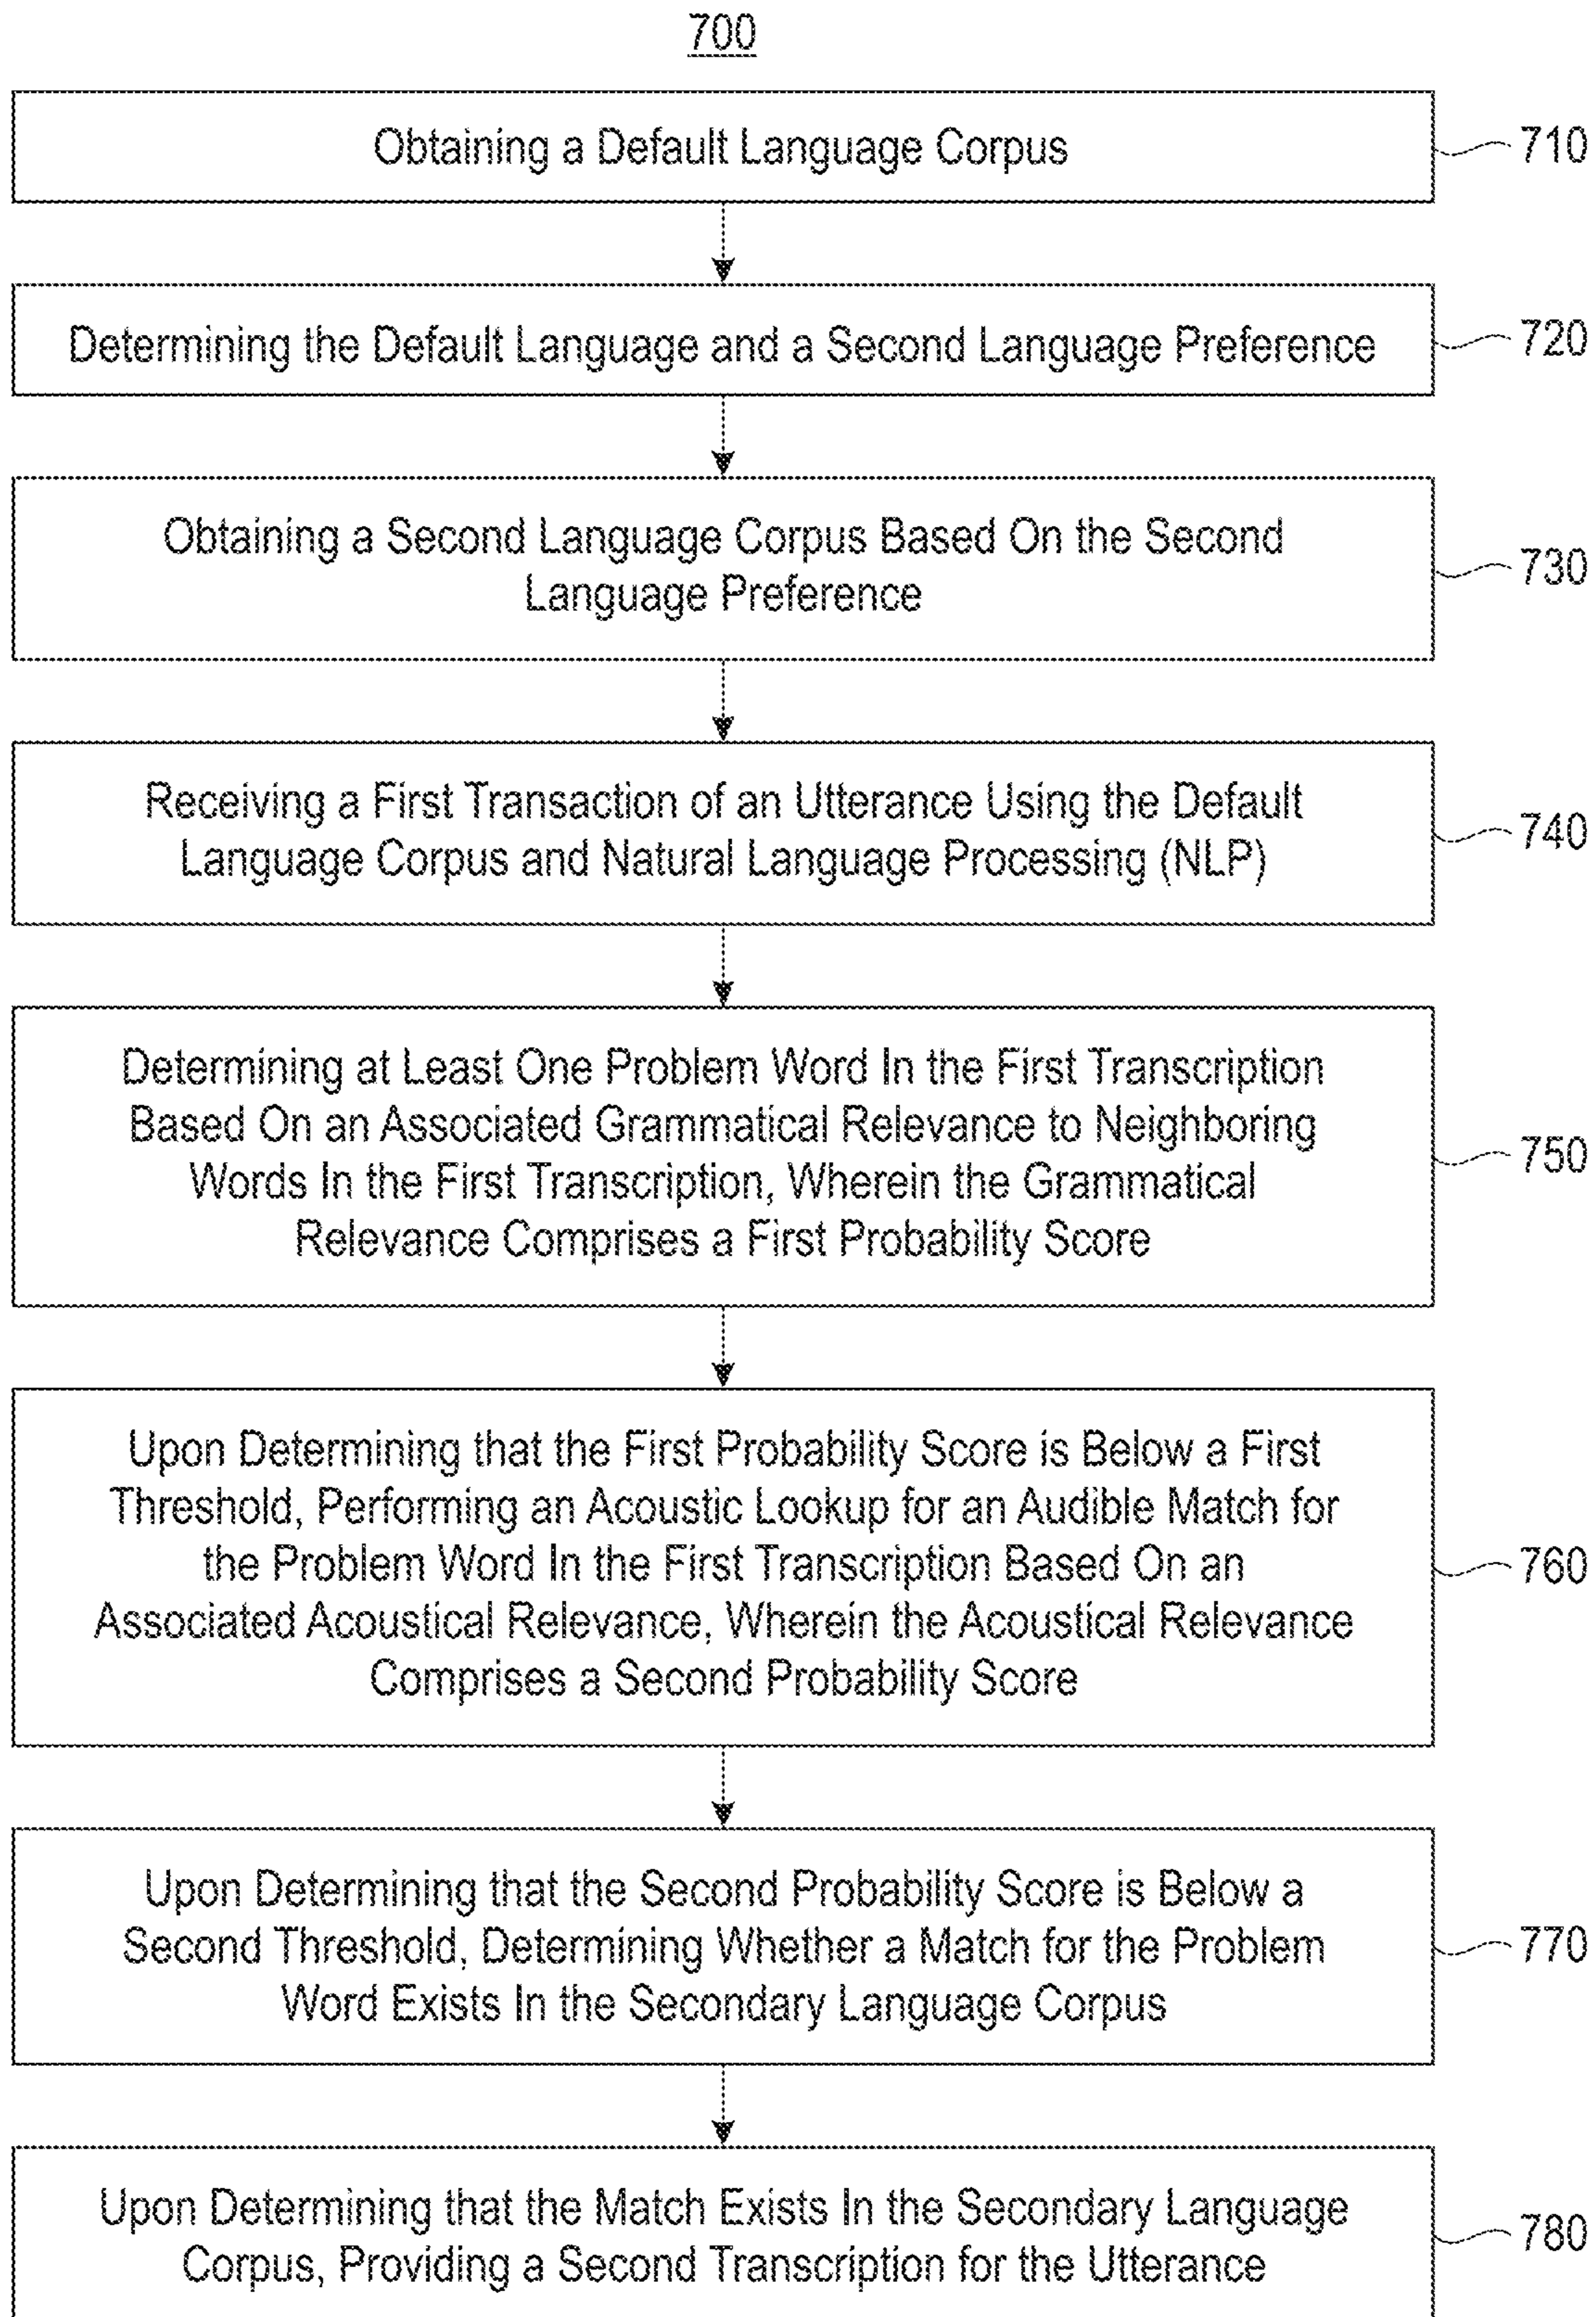 700
Obtaining a Default Language Corpus
710
Determining the Default Language and a Second Language Preference
720
Obtaining a Second Language Corpus Based On the Second
Language Preference
730
Receiving a First Transaction of an Utterance Using the Default
Language Corpus and Natural Language Processing (NLP)
740
Determining at Least One Problem Word In the First Transcription
Based On an Associated Grammatical Relevance to Neighboring
Words In the First Transcription, Wherein the Grammatical
Relevance Comprises a First Probability Score
750
Upon Determining that the First Probability Score is Below a First
Threshold, Performing an Acoustic Lookup for an Audible Match for
the Problem Word In the First Transcription Based On an
Associated Acoustical Relevance, Wherein the Acoustical Relevance
Comprises a Second Probability Score
760
Upon Determining that the Second Probability Score is Below a
Second Threshold, Determining Whether a Match for the Problem
Word Exists In the Secondary Language Corpus
770
Upon Determining that the Match Exists In the Secondary Language
Corpus, Providing a Second Transcription for the Utterance
780